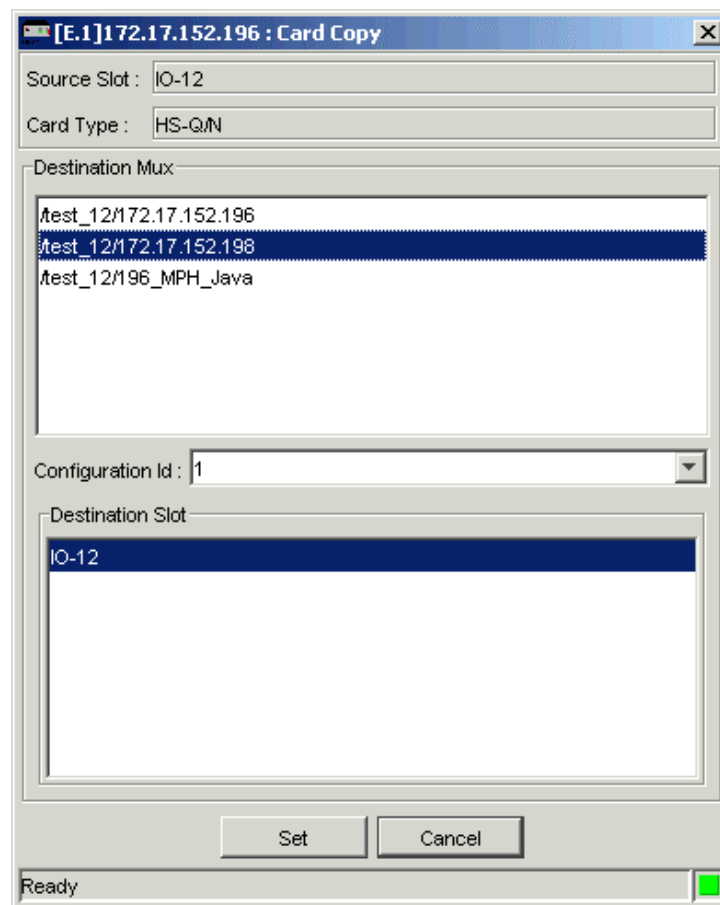 [E.1]172.17.152.196 : Card Copy
Source Slot : IO-12
Card Type : HS-Q/N
Destination Mux
/test_12/172.17.152.196
/test_12/172.17.152.198
/test_12/196_MPH_Java
Configuration Id : 1
Destination Slot
IO-12
Set Cancel
Ready